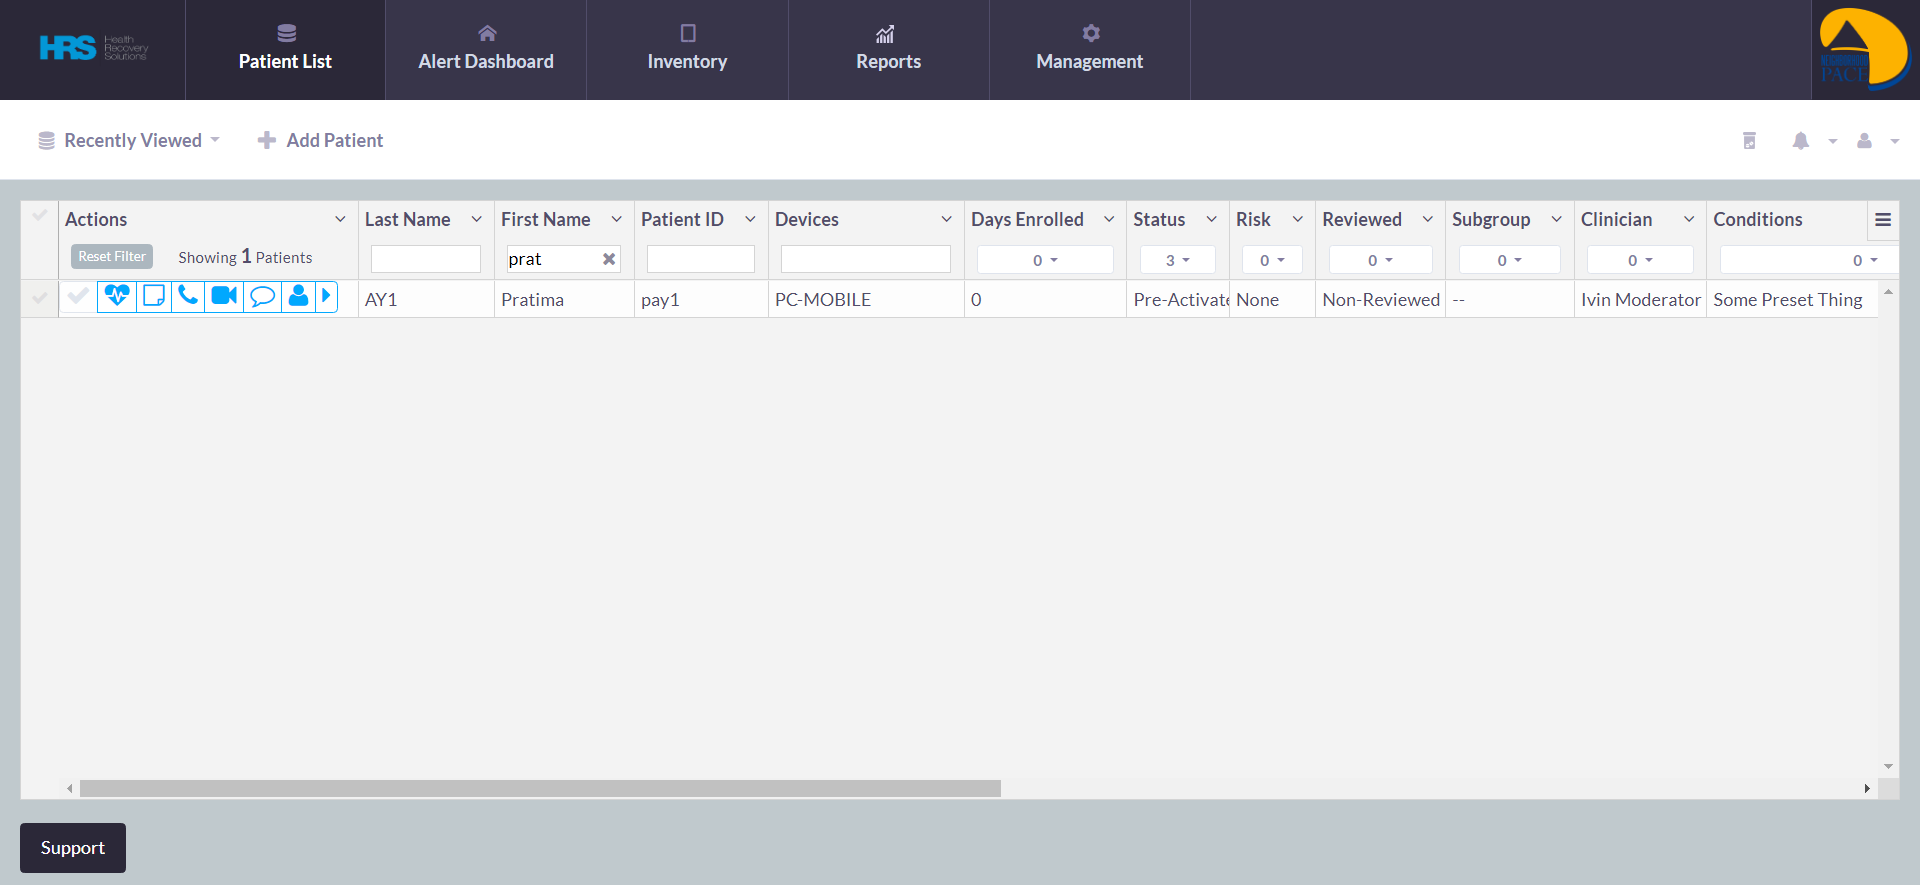 HRS Health Recovery Solutions
Patient List
Alert Dashboard
Inventory
Reports
Management
PACE
Recently Viewed
Add Patient
Actions
Last Name
First Name
Patient ID
Devices
Days Enrolled
Status
Risk
Reviewed
Subgroup
Clinician
Conditions
Reset Filter
Showing 1 Patients
prat
0
3
0
0
0
0
0
AY1
Pratima
pay1
PC-MOBILE
0
Pre-Activate
None
Non-Reviewed
--
Ivin Moderator
Some Preset Thing
Support